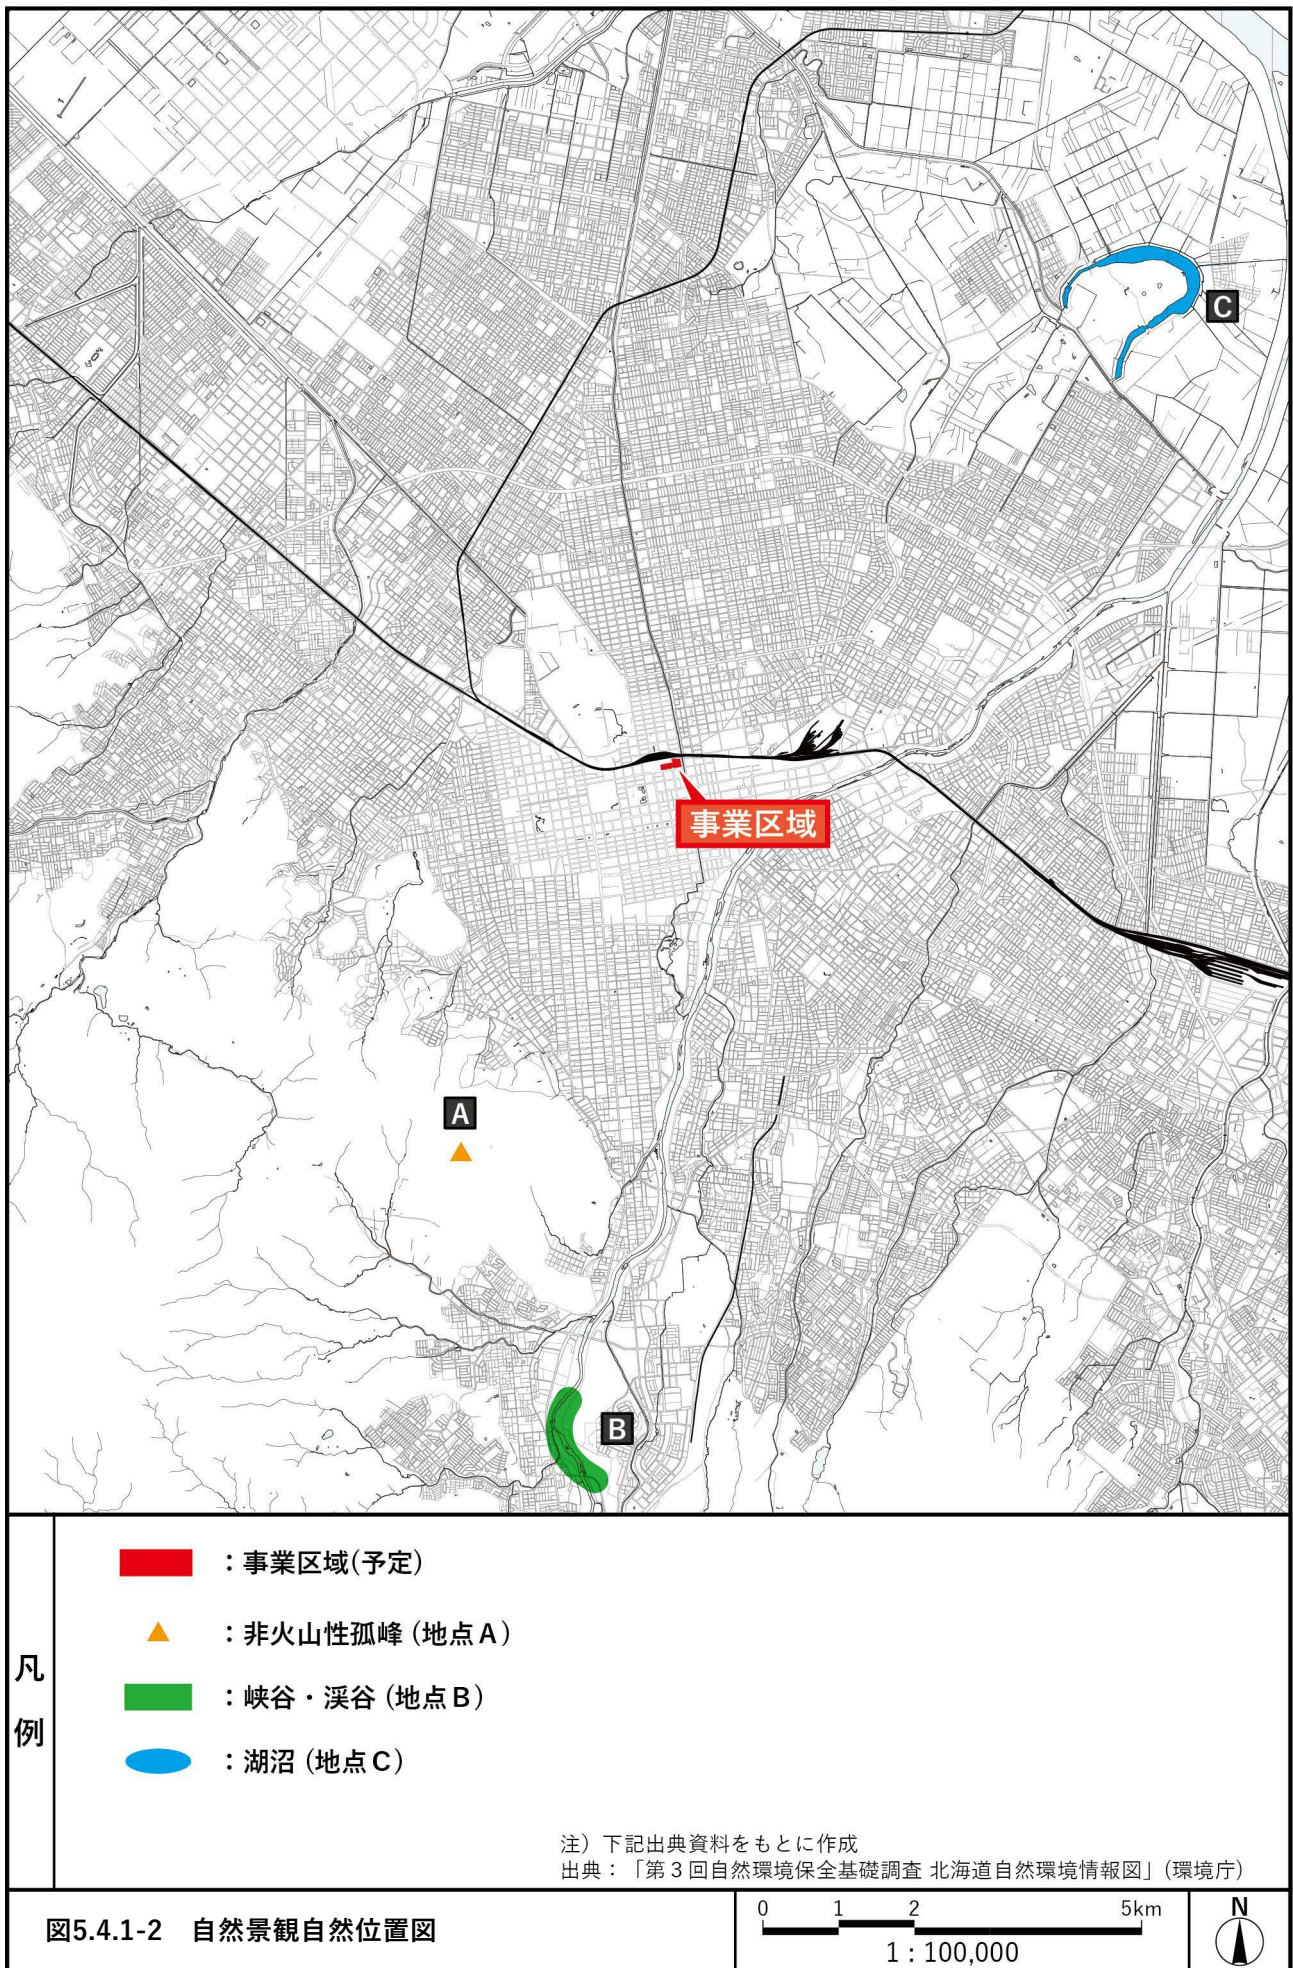 C
事業区域
A
B
凡例
：事業区域(予定)
：非火山性孤峰 (地点A)
：峡谷・渓谷 (地点B)
：湖沼 (地点C)
注）下記出典資料をもとに作成
出典：「第３回自然環境保全基礎調査 北海道自然環境情報図」(環境庁)
図5.4.1-2　自然景観自然位置図
0 1 2 5km
1：100,000
N